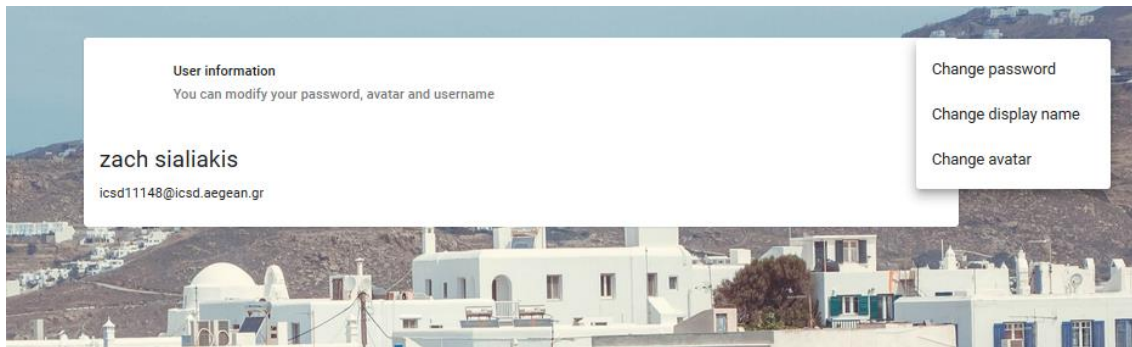 User information
You can modify your password, avatar and username
zach sialiakis
icsd11148@icsd.aegean.gr
Change password
Change display name
Change avatar